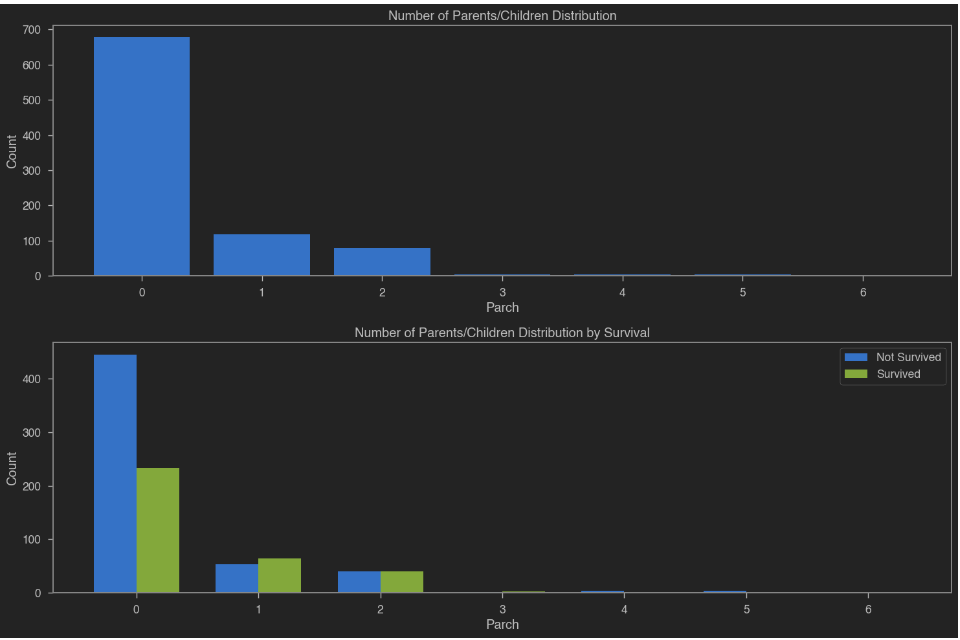 Number of Parents/Children Distribution
700
600
500
400
300
200
100
0
Count
0 1 2 3 4 5 6
Parch
Number of Parents/Children Distribution by Survival
Not Survived
Survived
400
300
200
100
0
Count
0 1 2 3 4 5 6
Parch